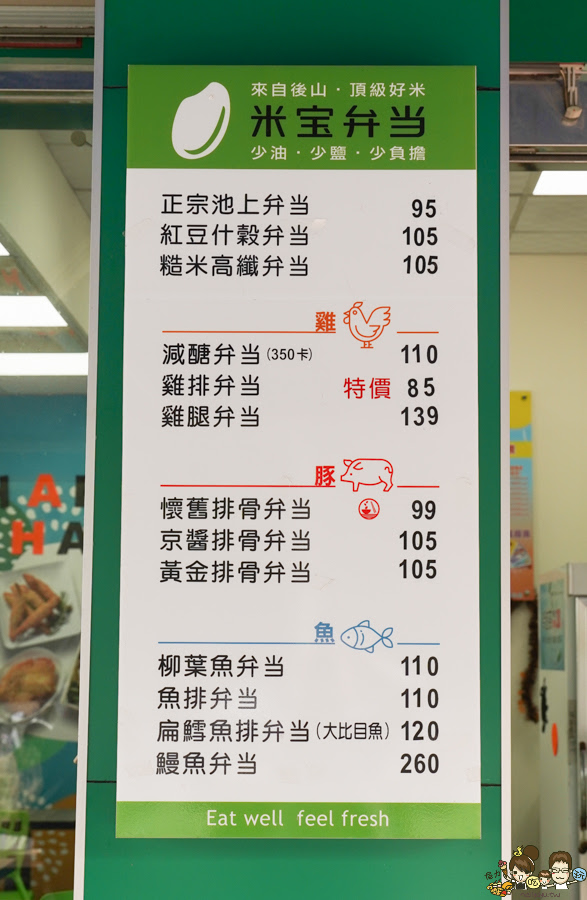 來自後山・頂級好米
米宝弁当
少油・少鹽・少負擔
正宗池上弁当 95
紅豆什穀弁当 105
糙米高纖弁当 105
雞
減醣弁当(350卡) 110
雞排弁当 特價 85
雞腿弁当 139
豚
懷舊排骨弁当 99
京醬排骨弁当 105
黃金排骨弁当 105
魚
柳葉魚弁当 110
魚排弁当 110
扁鱈魚排弁当(大比目魚) 120
鰻魚弁当 260
Eat well feel fresh